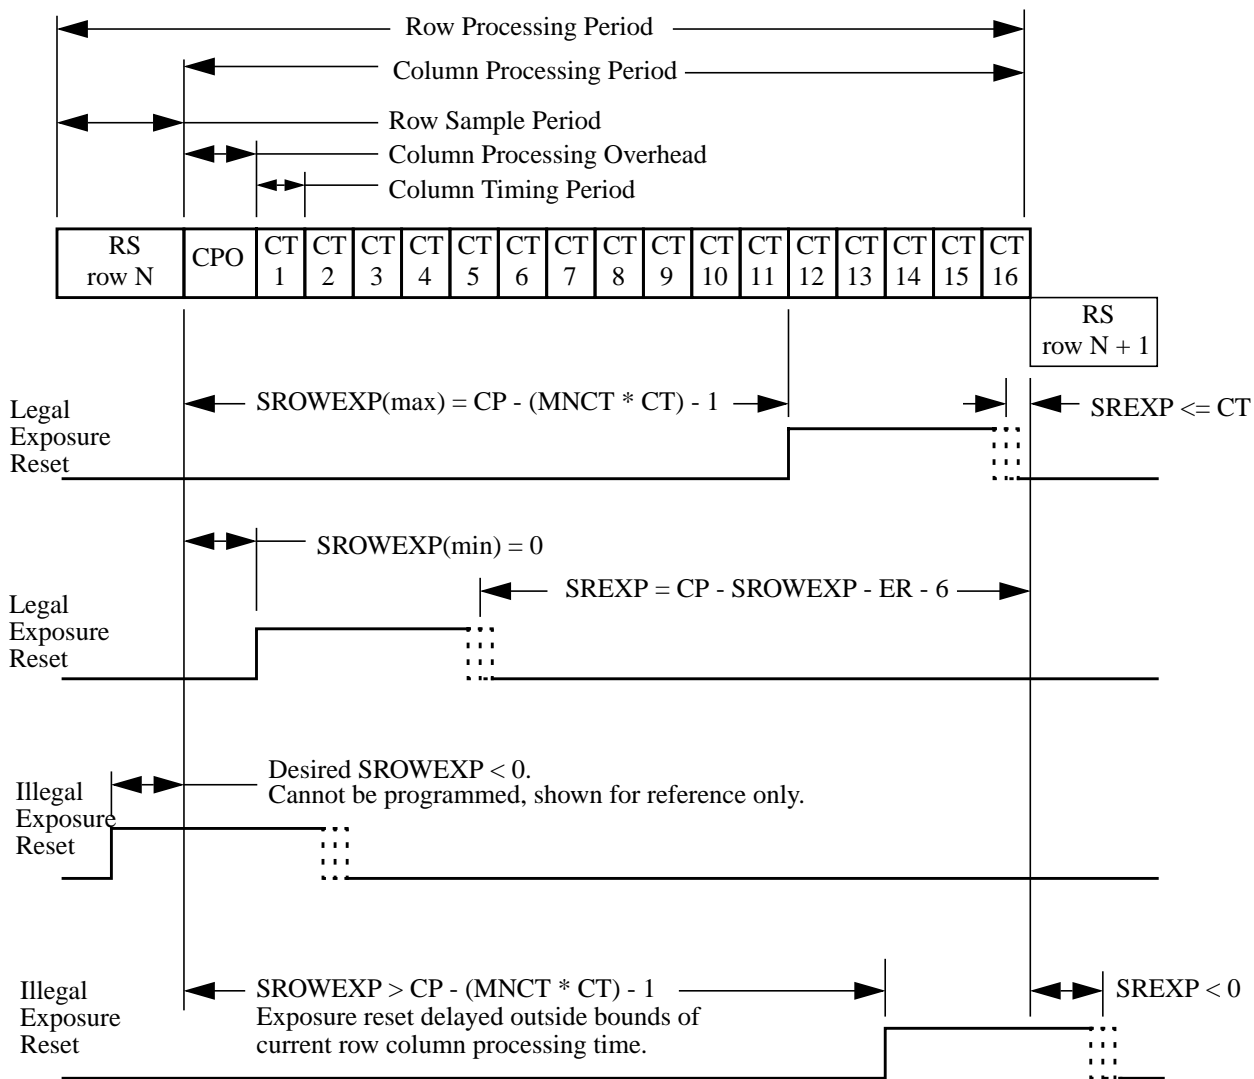 Row Processing Period
Column Processing Period
Row Sample Period
Column Processing Overhead
Column Timing Period
RS
row N
CPO
CT
1
CT
2
CT
3
CT
4
CT
5
CT
6
CT
7
CT
8
CT
9
CT
10
CT
11
CT
12
CT
13
CT
14
CT
15
CT
16
RS
row N + 1
Legal
Exposure
Reset
SROWEXP(max) = CP - (MNCT * CT) - 1
SREXP <= CT
SROWEXP(min) = 0
Legal
Exposure
Reset
SREXP = CP - SROWEXP - ER - 6
Illegal
Exposure
Reset
Desired SROWEXP < 0.
Cannot be programmed, shown for reference only.
Illegal
Exposure
Reset
SROWEXP > CP - (MNCT * CT) - 1
Exposure reset delayed outside bounds of
current row column processing time.
SREXP < 0